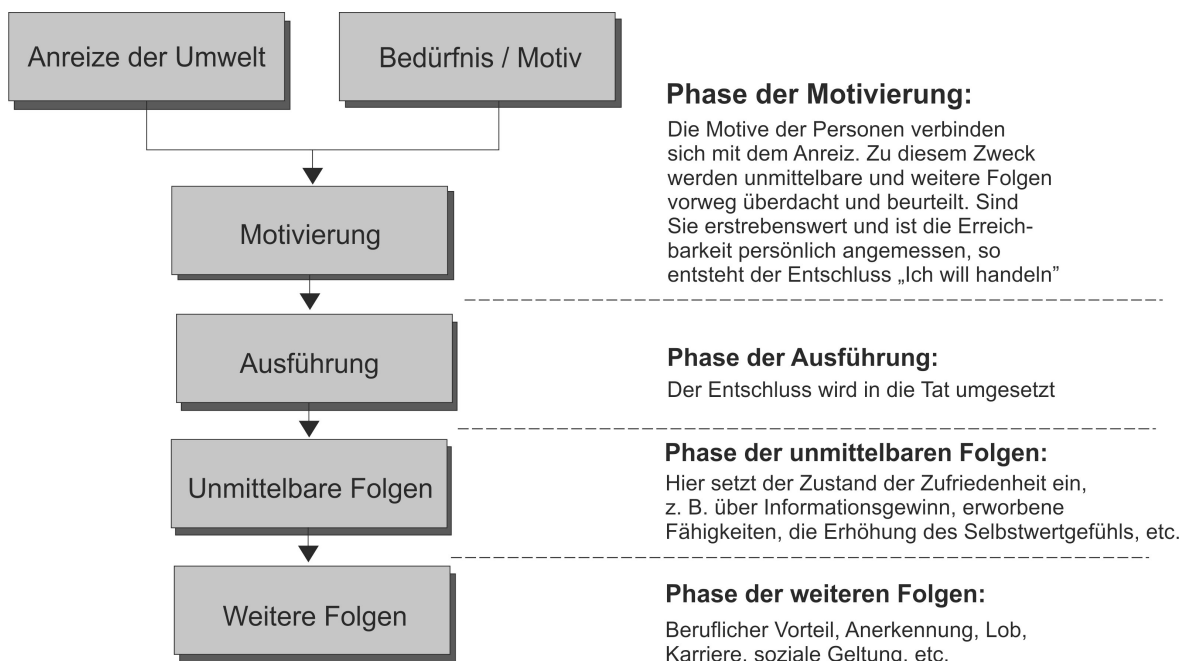 Anreize der Umwelt
Bedürfnis / Motiv
Motivierung
Ausführung
Unmittelbare Folgen
Weitere Folgen
Phase der Motivierung:
Die Motive der Personen verbinden
sich mit dem Anreiz. Zu diesem Zweck
werden unmittelbare und weitere Folgen
vorweg überdacht und beurteilt. Sind
Sie erstrebenswert und ist die Erreich-
barkeit persönlich angemessen, so
entsteht der Entschluss „Ich will handeln”
Phase der Ausführung:
Der Entschluss wird in die Tat umgesetzt
Phase der unmittelbaren Folgen:
Hier setzt der Zustand der Zufriedenheit ein,
z. B. über Informationsgewinn, erworbene
Fähigkeiten, die Erhöhung des Selbstwertgefühls, etc.
Phase der weiteren Folgen:
Beruflicher Vorteil, Anerkennung, Lob,
Karriere, soziale Geltung, etc.